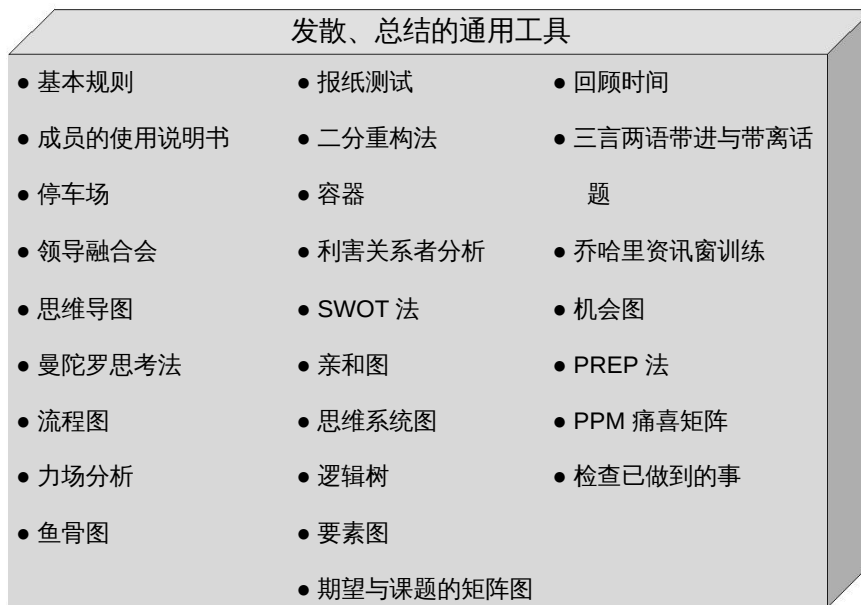 发散、总结的通用工具
● 基本规则
● 成员的使用说明书
● 停车场
● 领导融合会
● 思维导图
● 曼陀罗思考法
● 流程图
● 力场分析
● 鱼骨图
● 报纸测试
● 二分重构法
● 容器
● 利害关系者分析
● SWOT 法
● 亲和图
● 思维系统图
● 逻辑树
● 要素图
● 期望与课题的矩阵图
● 回顾时间
● 三言两语带进与带离话
题
● 乔哈里资讯窗训练
● 机会图
● PREP 法
● PPM 痛喜矩阵
● 检查已做到的事